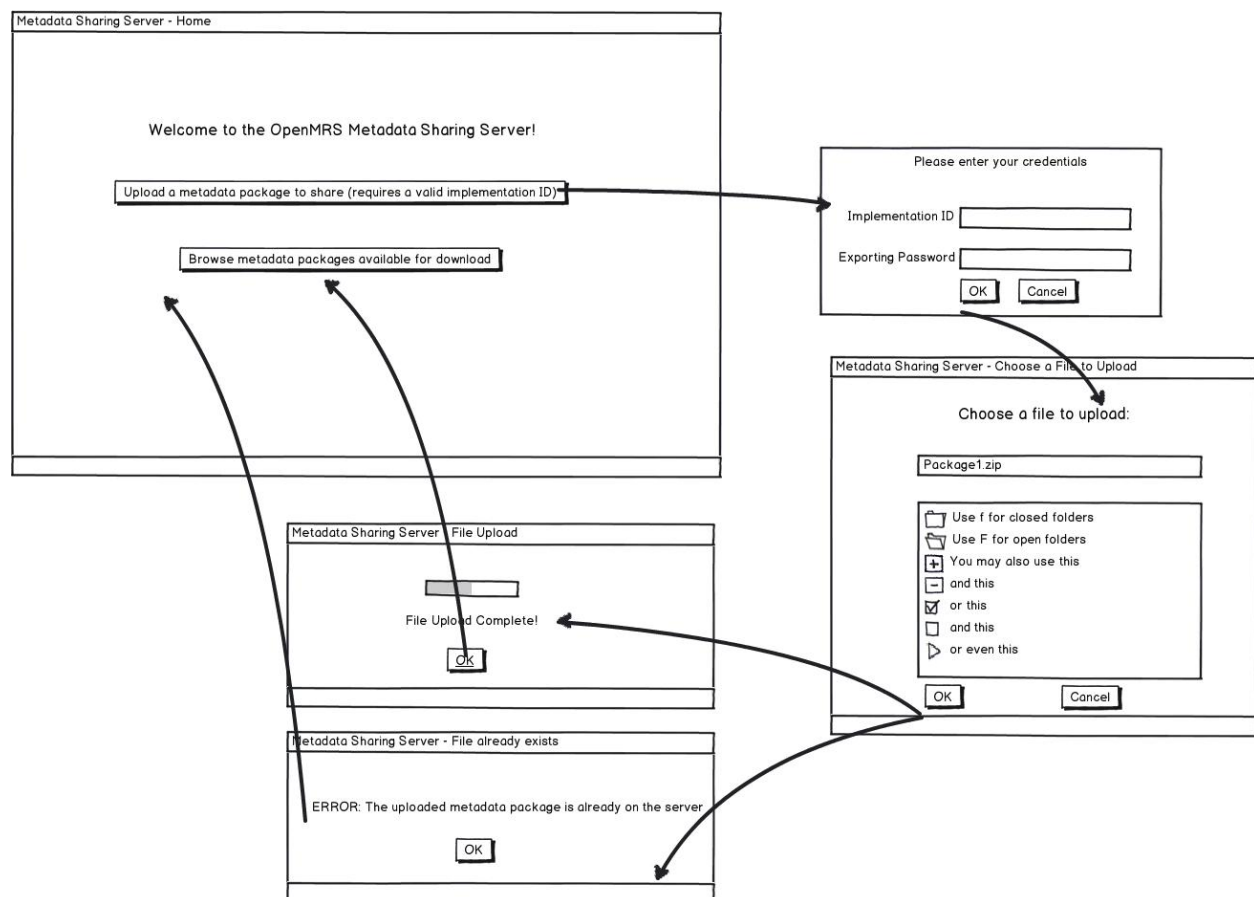 Metadata Sharing Server - Home
Welcome to the OpenMRS Metadata Sharing Server!
Upload a metadata package to share (requires a valid implementation ID)
Browse metadata packages available for download
Please enter your credentials
Implementation ID
Exporting Password
OK
Cancel
Metadata Sharing Server - Choose a File to Upload
Choose a file to upload:
Package1.zip
Use f for closed folders
Use F for open folders
You may also use this
and this
or this
and this
or even this
OK
Cancel
Metadata Sharing Server - File Upload
File Upload Complete!
OK
Metadata Sharing Server - File already exists
ERROR: The uploaded metadata package is already on the server
OK